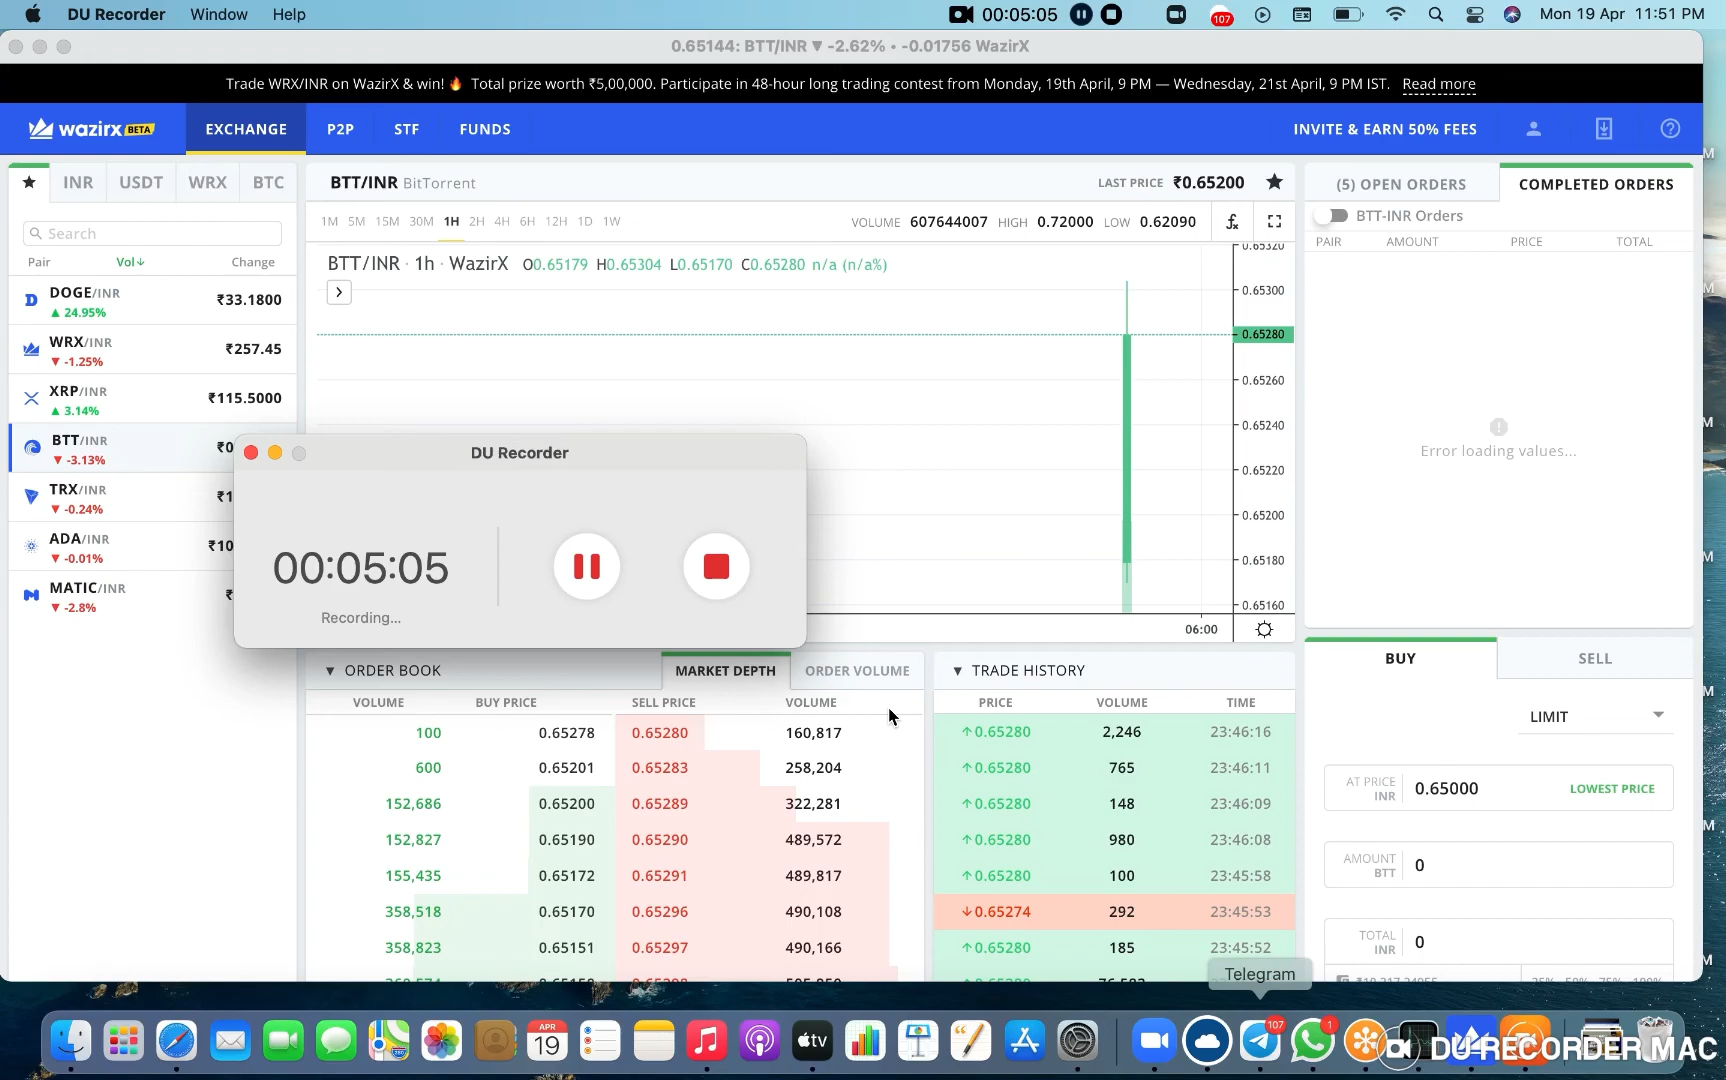 DU Recorder Window Help 00:05:05 107 Mon 19 Apr 11:51 PM
0.65144: BTT/INR ▼ -2.62% • -0.01756 WazirX
Trade WRX/INR on WazirX & win! 🔥 Total prize worth ₹5,00,000. Participate in 48-hour long trading contest from Monday, 19th April, 9 PM — Wednesday, 21st April, 9 PM IST. Read more
wazirx BETA EXCHANGE P2P STF FUNDS INVITE & EARN 50% FEES
★ INR USDT WRX BTC
Search
Pair Vol↓ Change
DOGE/INR ₹33.1800
▲ 24.95%
WRX/INR ₹257.45
▼ -1.25%
XRP/INR ₹115.5000
▲ 3.14%
BTT/INR ₹0
▼ -3.13%
TRX/INR ₹1
▼ -0.24%
ADA/INR ₹10
▼ -0.01%
MATIC/INR ₹
▼ -2.8%
BTT/INR BitTorrent LAST PRICE ₹0.65200 ★
1M 5M 15M 30M 1H 2H 4H 6H 12H 1D 1W VOLUME 607644007 HIGH 0.72000 LOW 0.62090
BTT/INR · 1h · WazirX O0.65179 H0.65304 L0.65170 C0.65280 n/a (n/a%)
0.65320
0.65300
0.65280
0.65260
0.65240
0.65220
0.65200
0.65180
0.65160
06:00
DU Recorder
00:05:05
Recording...
▼ ORDER BOOK MARKET DEPTH ORDER VOLUME
VOLUME BUY PRICE SELL PRICE VOLUME
100 0.65278 0.65280 160,817
600 0.65201 0.65283 258,204
152,686 0.65200 0.65289 322,281
152,827 0.65190 0.65290 489,572
155,435 0.65172 0.65291 489,817
358,518 0.65170 0.65296 490,108
358,823 0.65151 0.65297 490,166
▼ TRADE HISTORY
PRICE VOLUME TIME
↑0.65280 2,246 23:46:16
↑0.65280 765 23:46:11
↑0.65280 148 23:46:09
↑0.65280 980 23:46:08
↑0.65280 100 23:45:58
↓0.65274 292 23:45:53
↑0.65280 185 23:45:52
Telegram
(5) OPEN ORDERS COMPLETED ORDERS
BTT-INR Orders
PAIR AMOUNT PRICE TOTAL
Error loading values...
BUY SELL
LIMIT
AT PRICE INR 0.65000 LOWEST PRICE
AMOUNT BTT 0
TOTAL INR 0
APR
19
tv
107
1
DU RECORDER MAC